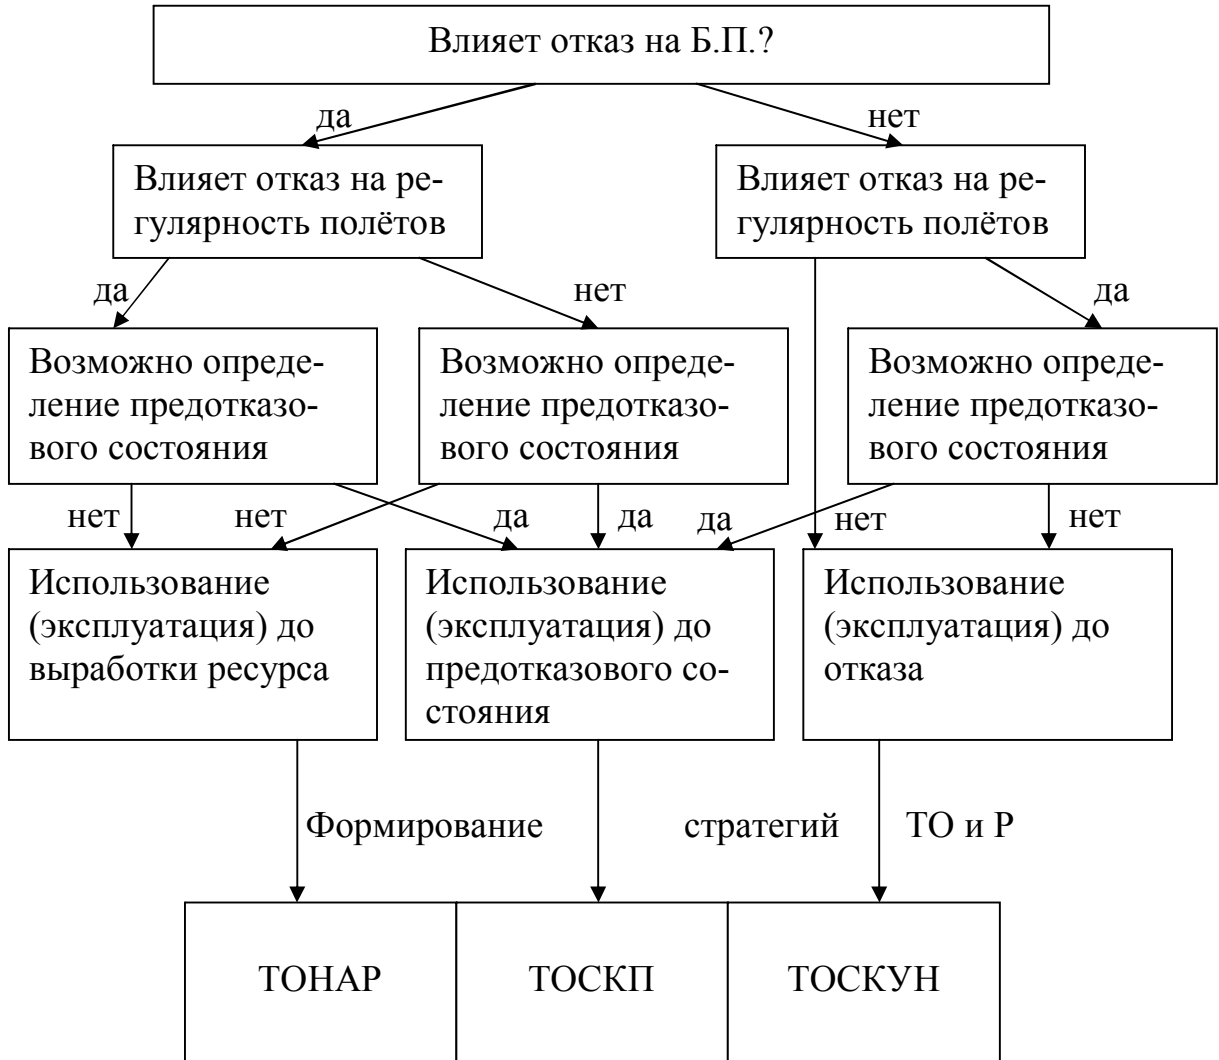 Влияет отказ на Б.П.?
да
нет
Влияет отказ на ре-
гулярность полётов
Влияет отказ на ре-
гулярность полётов
да
нет
да
Возможно опреде-
ление предотказо-
вого состояния
Возможно опреде-
ление предотказо-
вого состояния
Возможно опреде-
ление предотказо-
вого состояния
нет
нет
да
да
да
нет
нет
Использование
(эксплуатация) до
выработки ресурса
Использование
(эксплуатация) до
предотказового со-
стояния
Использование
(эксплуатация) до
отказа
Формирование стратегий ТО и Р
ТОНАР
ТОСКП
ТОСКУН